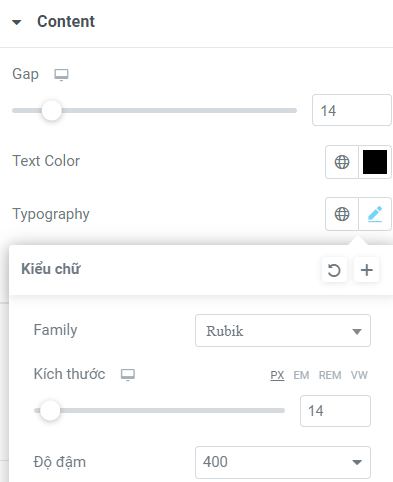 Content
Gap
14
Text Color
Typography
Kiểu chữ
Family Rubik
Kích thước PX EM REM VW
14
Độ đậm 400